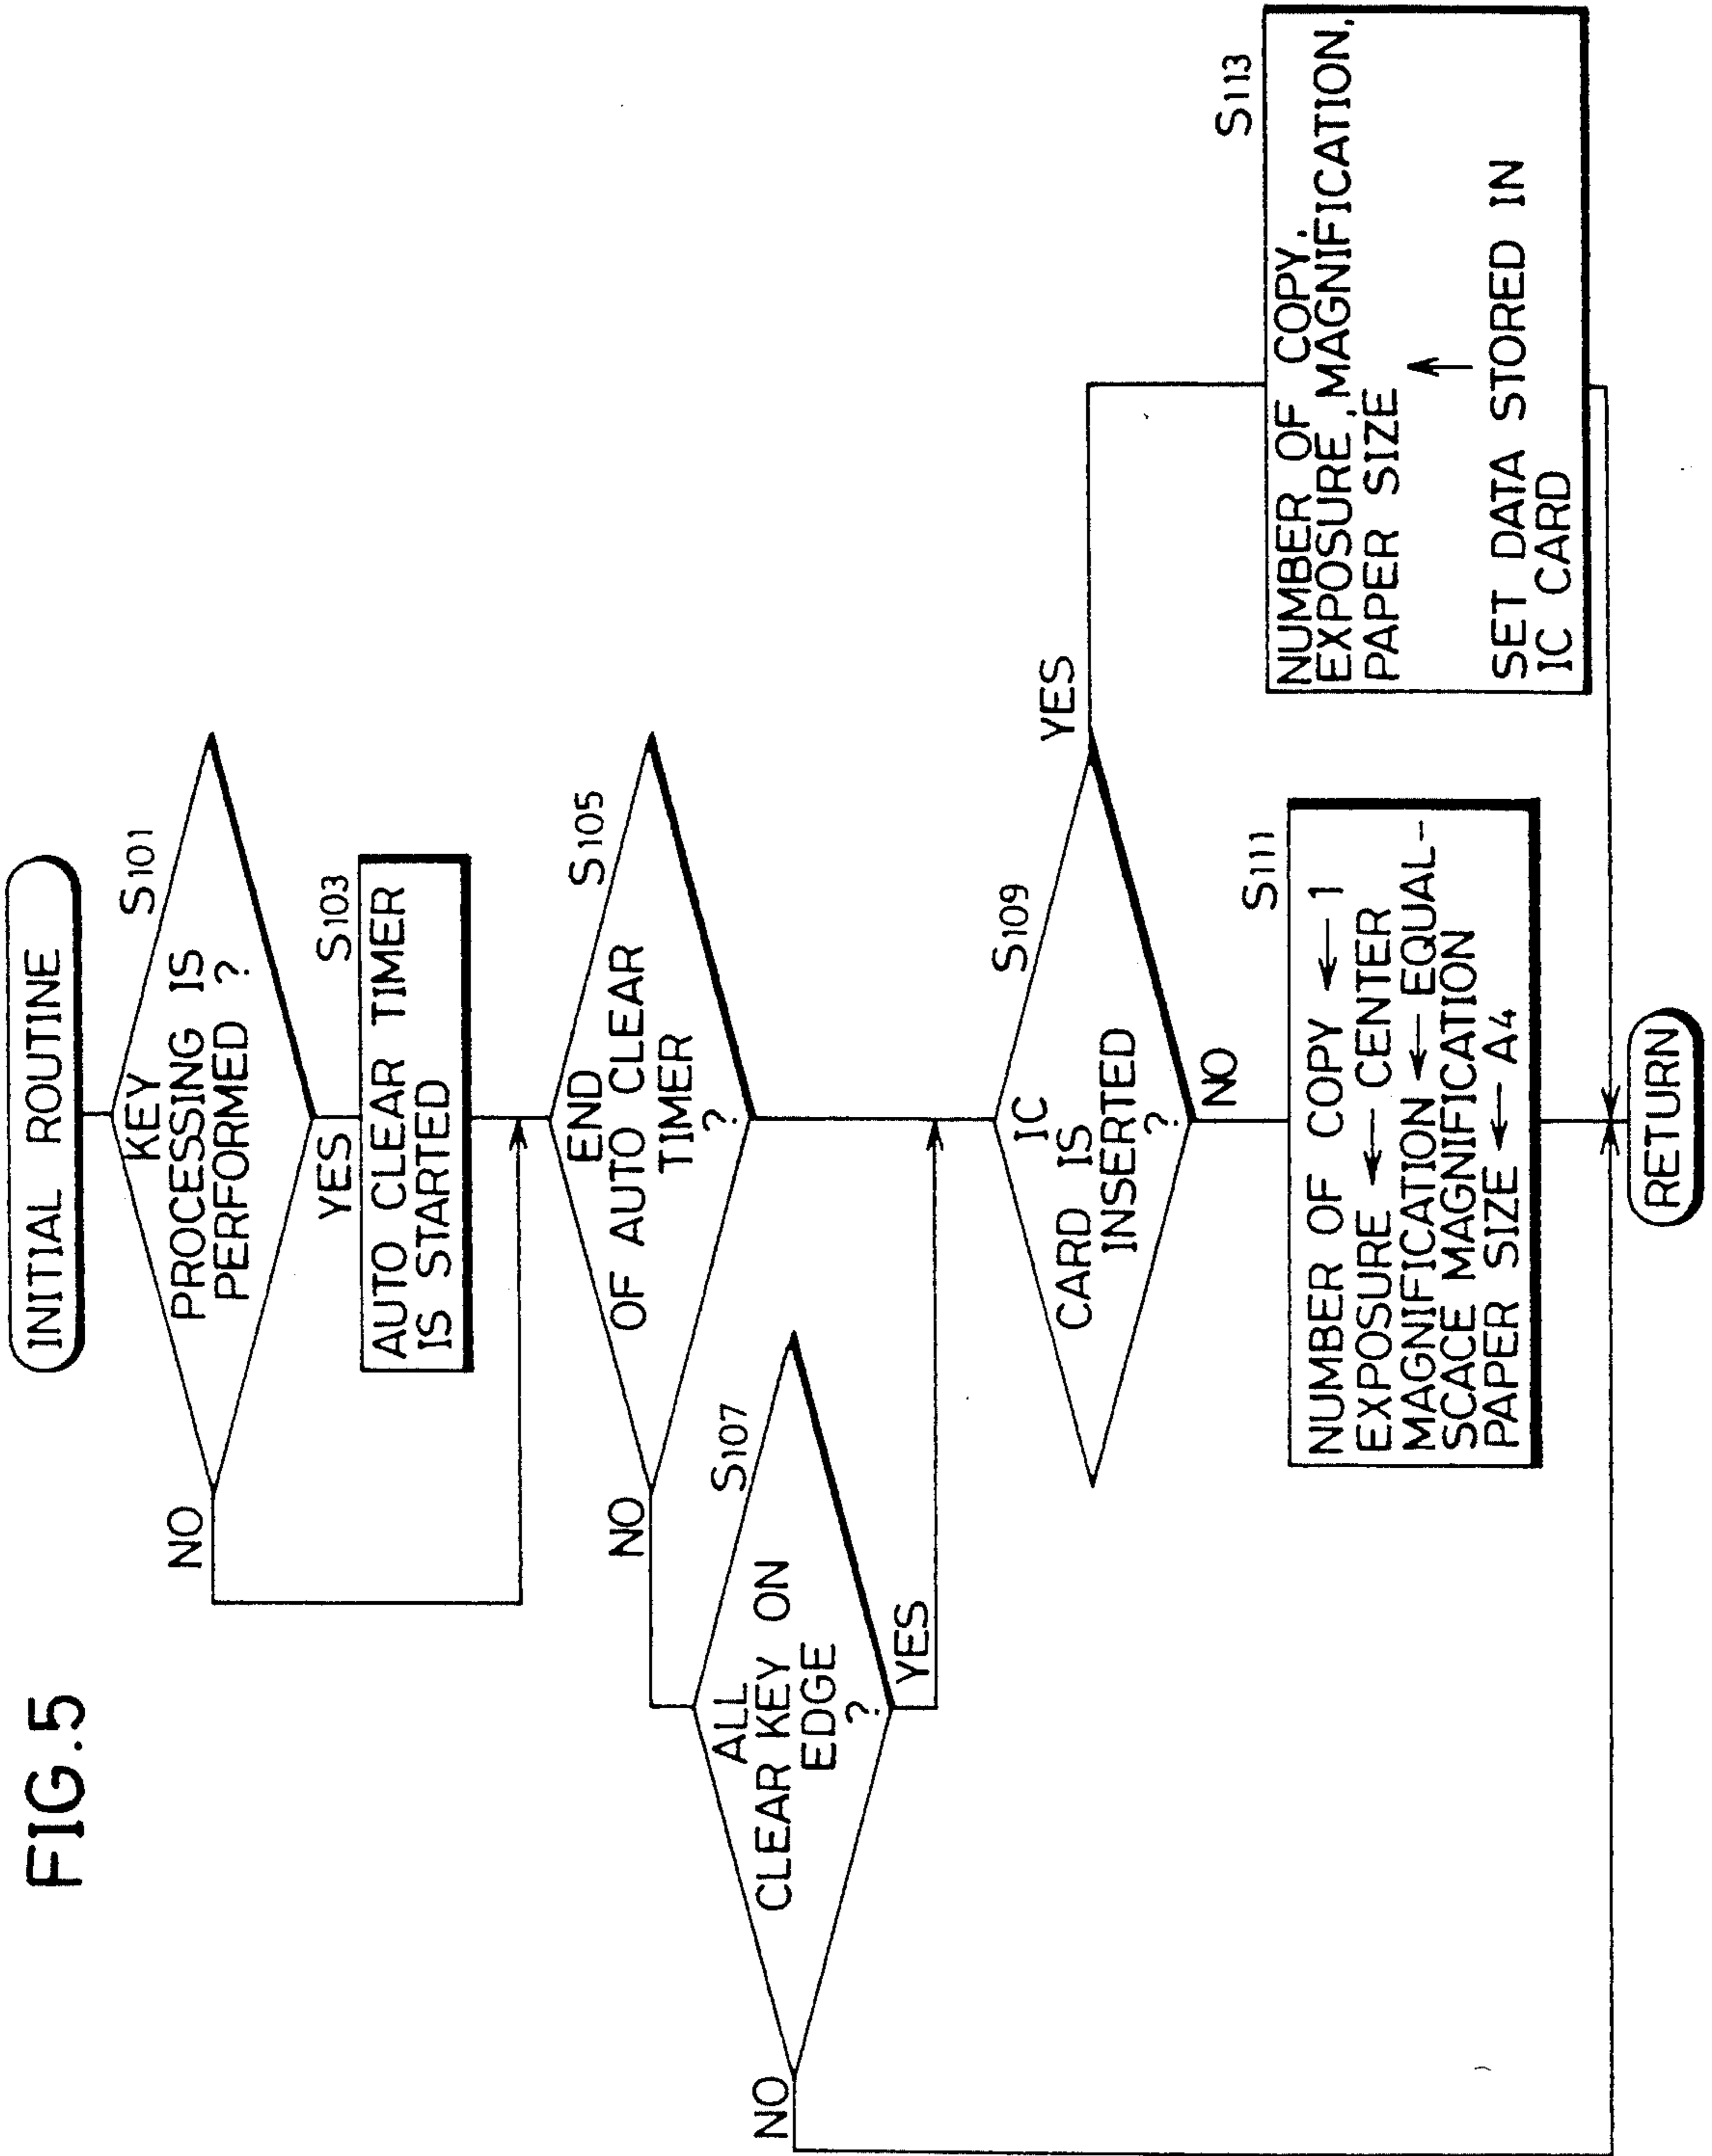 FIG.5
INITIAL ROUTINE
S101
KEY
PROCESSING IS
PERFORMED ?
NO
YES
S103
AUTO CLEAR TIMER
IS STARTED
S105
END
OF AUTO CLEAR
TIMER
?
NO
S107
ALL
CLEAR KEY ON
EDGE
?
NO
YES
S109
IC
CARD IS
INSERTED
?
YES
NO
S111
NUMBER OF COPY ← 1
EXPOSURE ← CENTER
MAGNIFICATION ← EQUAL-
SCACE MAGNIFICATION
PAPER SIZE ← A4
S113
NUMBER OF COPY,
EXPOSURE, MAGNIFICATION,
PAPER SIZE
↑
SET DATA STORED IN
IC CARD
RETURN